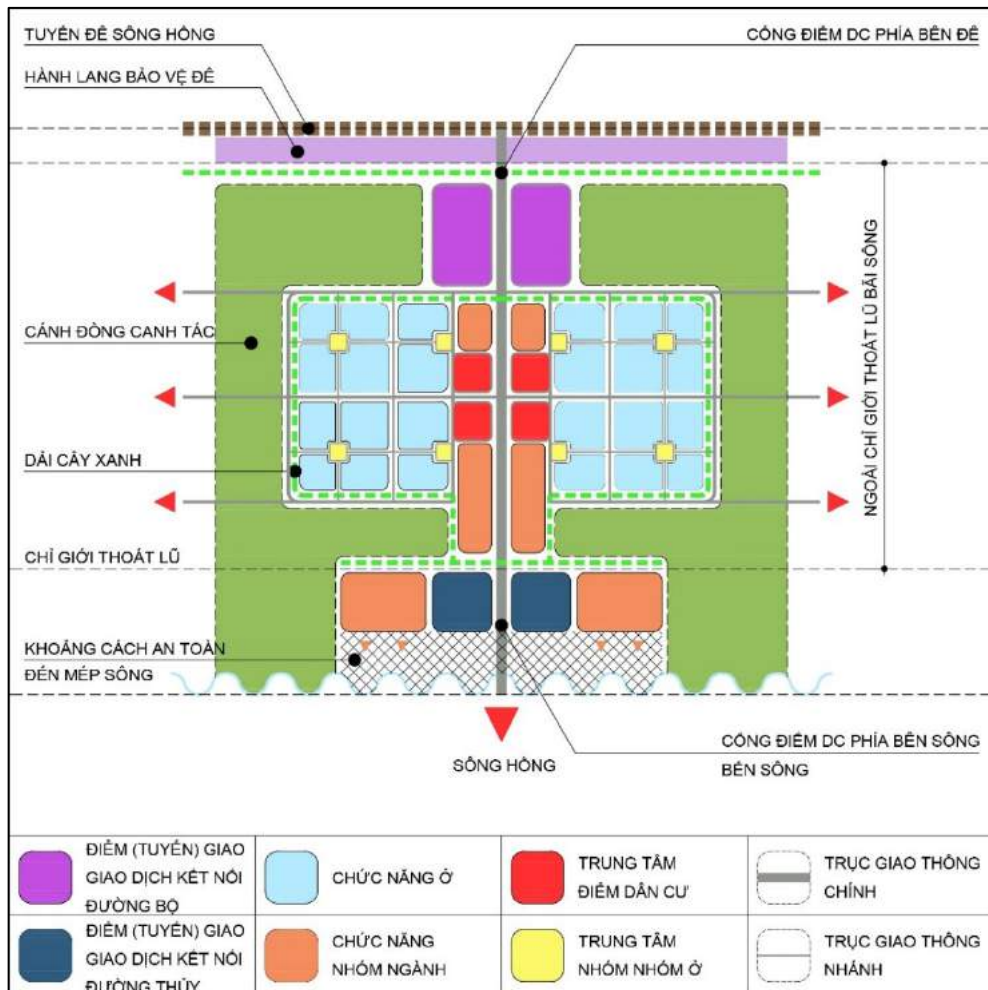 TUYẾN ĐÊ SÔNG HỒNG
CỔNG ĐIỂM DC PHÍA BÊN ĐÊ
HÀNH LANG BẢO VỆ ĐÊ
CÁNH ĐỒNG CANH TÁC
NGOÀI CHỈ GIỚI THOÁT LŨ BÃI SÔNG
DẢI CÂY XANH
CHỈ GIỚI THOÁT LŨ
KHOẢNG CÁCH AN TOÀN
ĐẾN MÉP SÔNG
SÔNG HỒNG
CỔNG ĐIỂM DC PHÍA BÊN SÔNG
BẾN SÔNG
ĐIỂM (TUYẾN) GIAO
GIAO DỊCH KẾT NỐI
ĐƯỜNG BỘ
CHỨC NĂNG Ở
TRUNG TÂM
ĐIỂM DÂN CƯ
TRỤC GIAO THÔNG
CHÍNH
ĐIỂM (TUYẾN) GIAO
GIAO DỊCH KẾT NỐI
ĐƯỜNG THỦY
CHỨC NĂNG
NHÓM NGÀNH
TRUNG TÂM
NHÓM NHÓM Ở
TRỤC GIAO THÔNG
NHÁNH